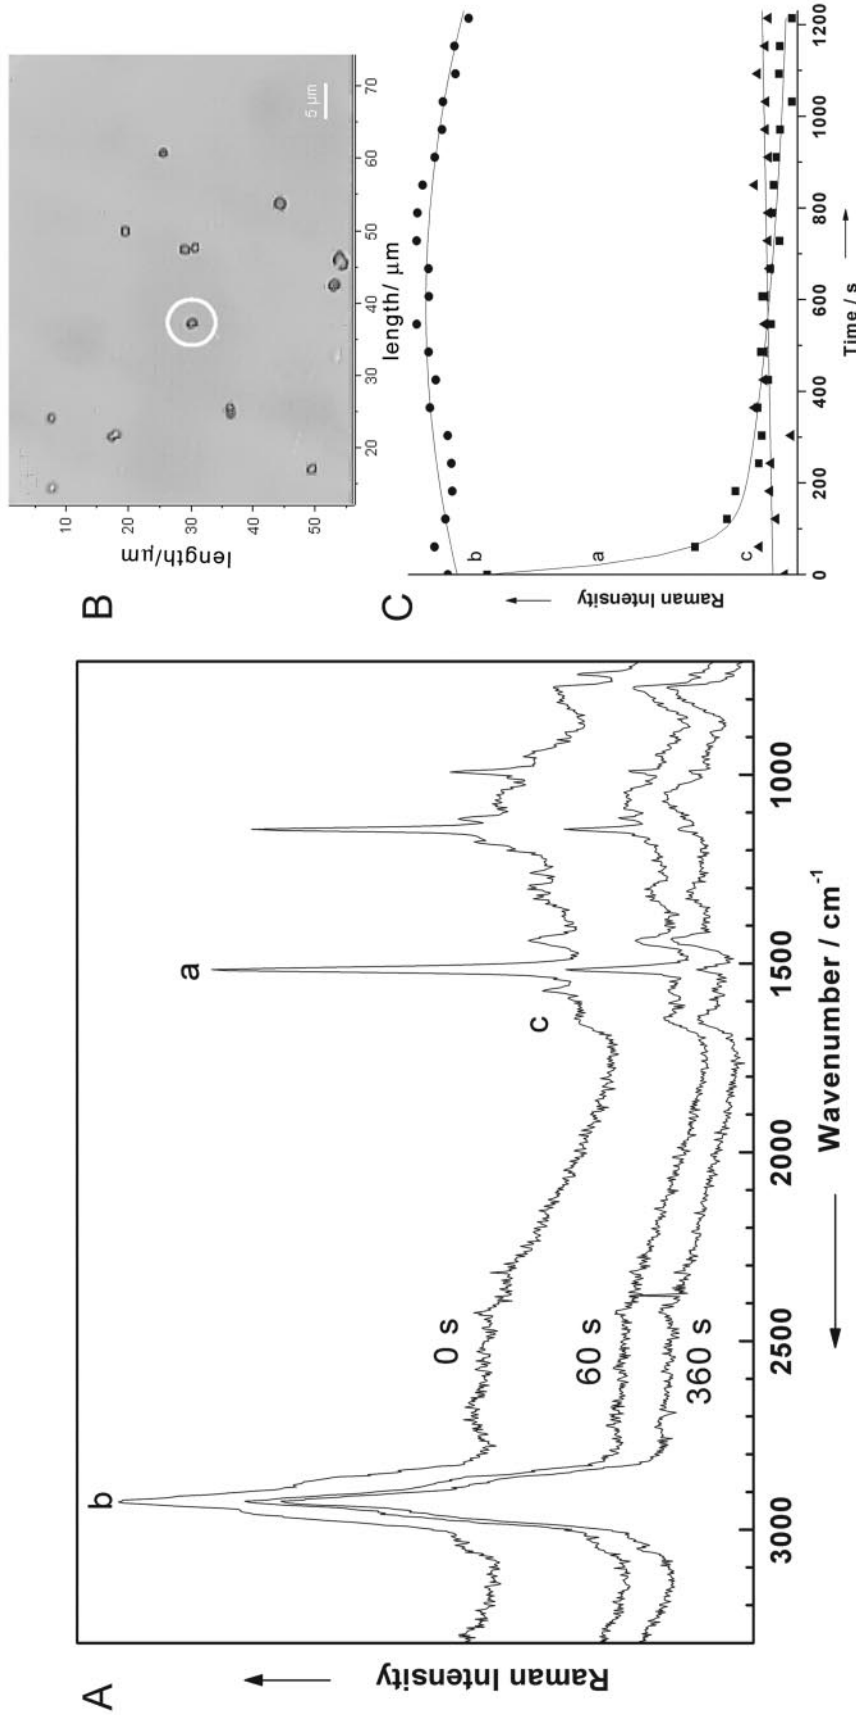 A
Raman Intensity
b
a
c
0 s
60 s
360 s
3000
2500
2000
1500
1000
Wavenumber / cm⁻¹
B
length/µm
10
20
30
40
50
5 µm
20
30
40
50
60
70
length/ µm
C
Raman Intensity
b
a
c
0
200
400
600
800
1000
1200
Time / s